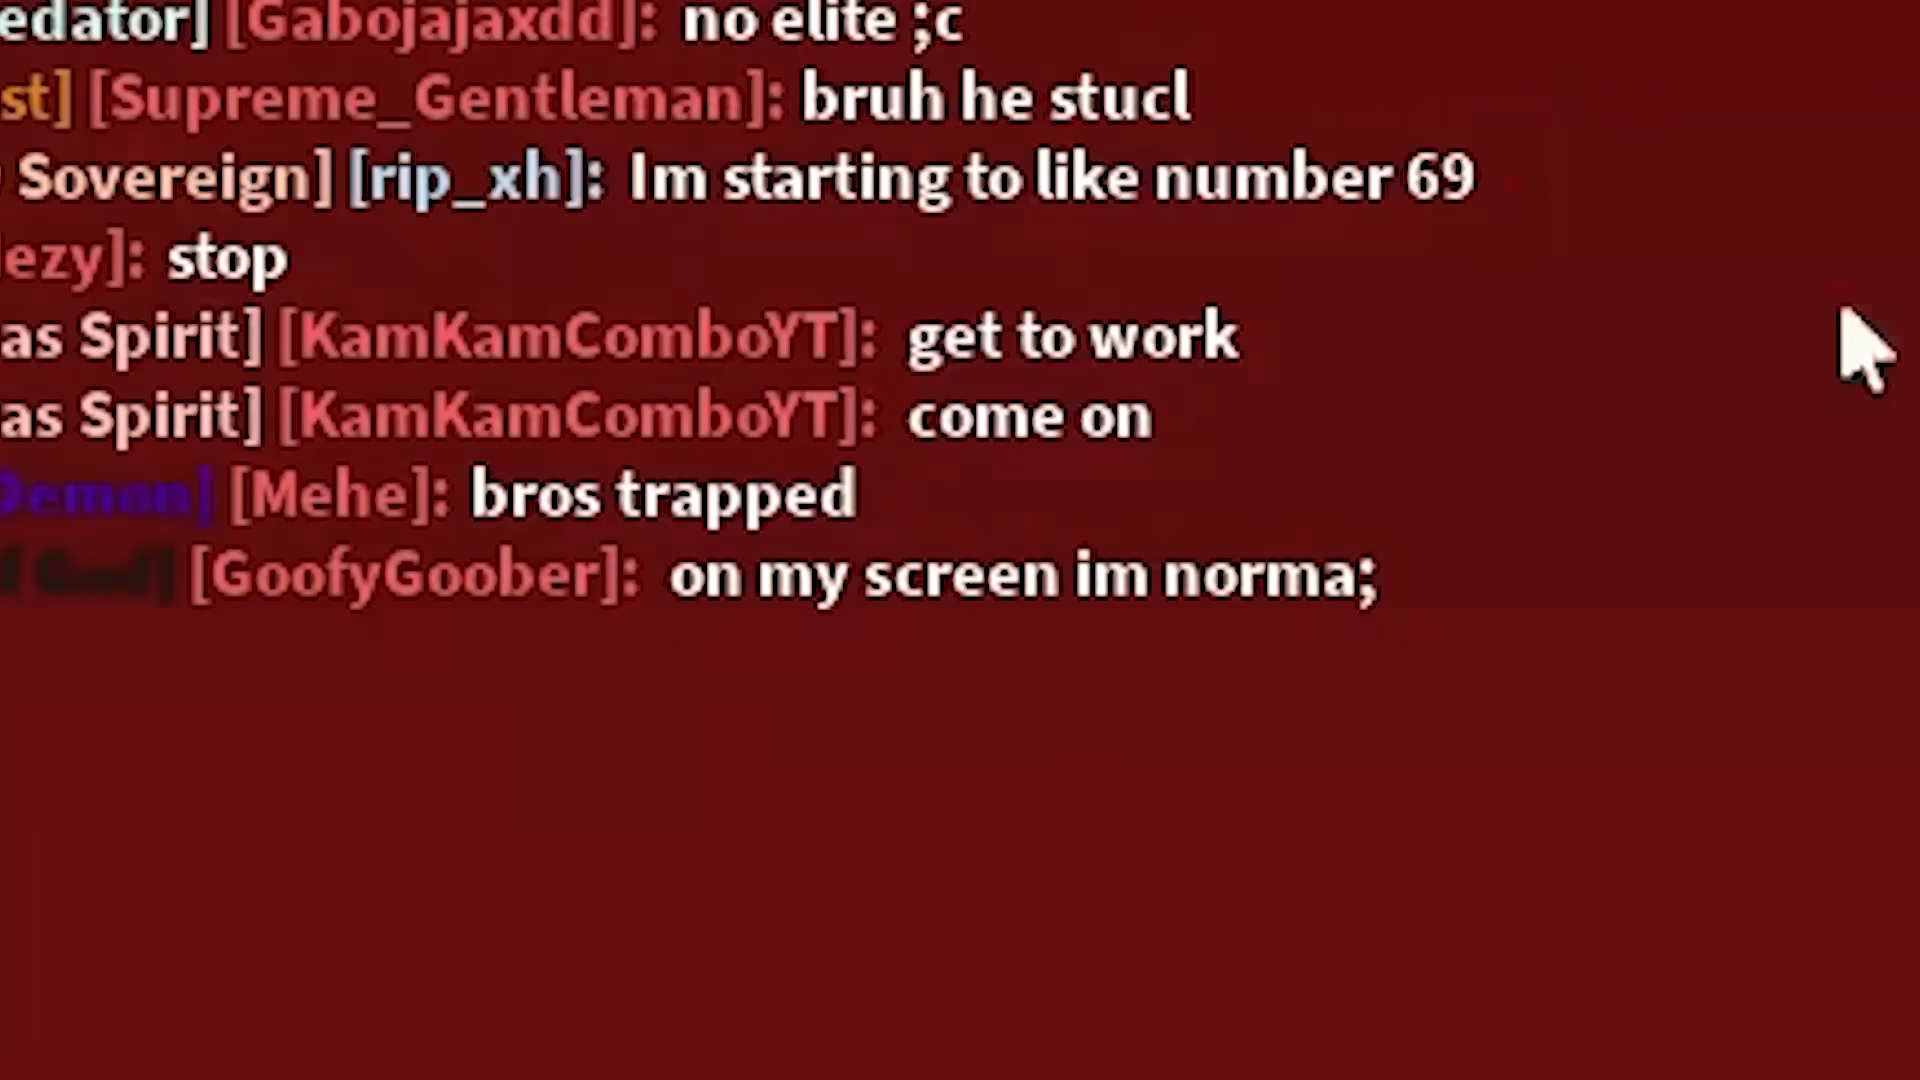 edator] [Gabojajaxdd]: no elite ;c
st] [Supreme_Gentleman]: bruh he stucl
Sovereign] [rip_xh]: Im starting to like number 69
ezy]: stop
as Spirit] [KamKamComboYT]: get to work
as Spirit] [KamKamComboYT]: come on
Demon] [Mehe]: bros trapped
God] [GoofyGoober]: on my screen im norma;